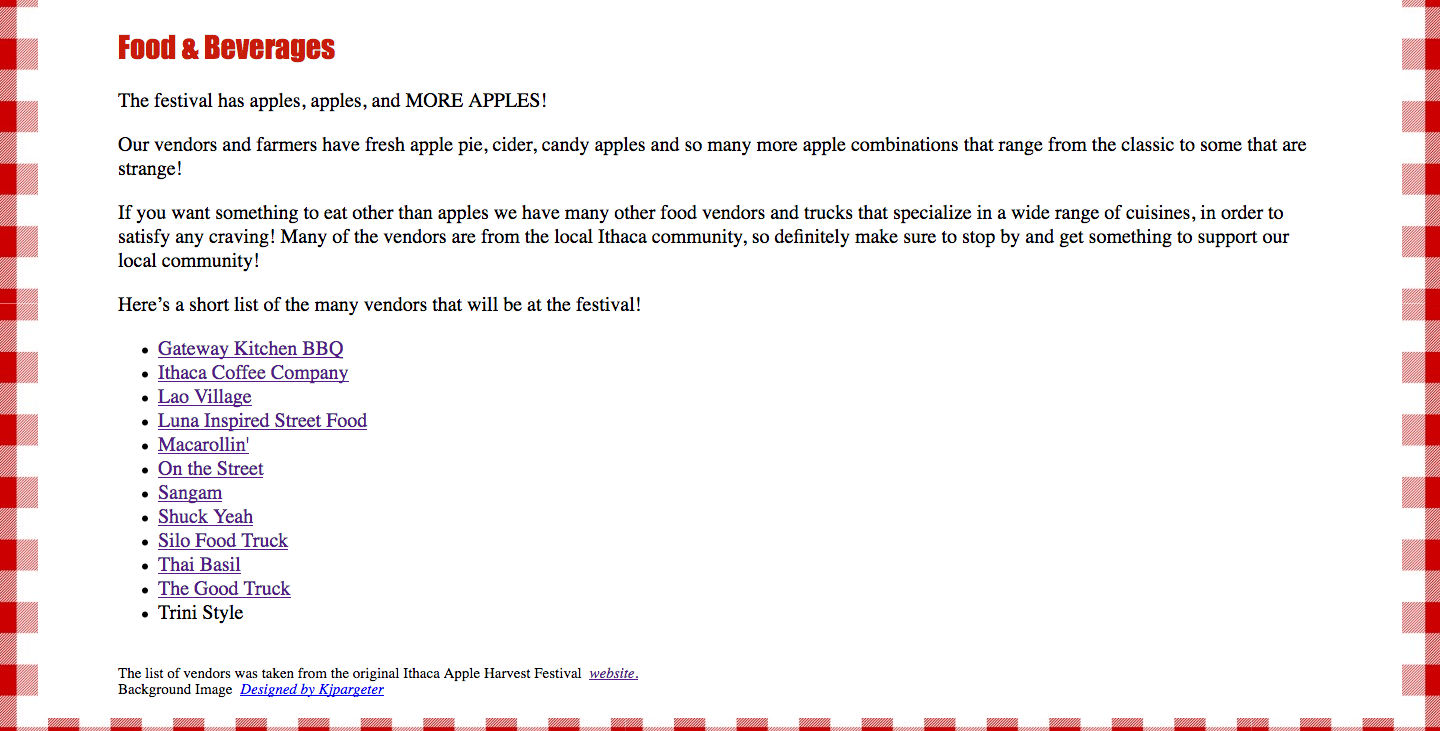 Food & Beverages
The festival has apples, apples, and MORE APPLES!
Our vendors and farmers have fresh apple pie, cider, candy apples and so many more apple combinations that range from the classic to some that are
strange!
If you want something to eat other than apples we have many other food vendors and trucks that specialize in a wide range of cuisines, in order to
satisfy any craving! Many of the vendors are from the local Ithaca community, so definitely make sure to stop by and get something to support our
local community!
Here’s a short list of the many vendors that will be at the festival!
• Gateway Kitchen BBQ
• Ithaca Coffee Company
• Lao Village
• Luna Inspired Street Food
• Macarollin'
• On the Street
• Sangam
• Shuck Yeah
• Silo Food Truck
• Thai Basil
• The Good Truck
• Trini Style
The list of vendors was taken from the original Ithaca Apple Harvest Festival website.
Background Image Designed by Kjpargeter